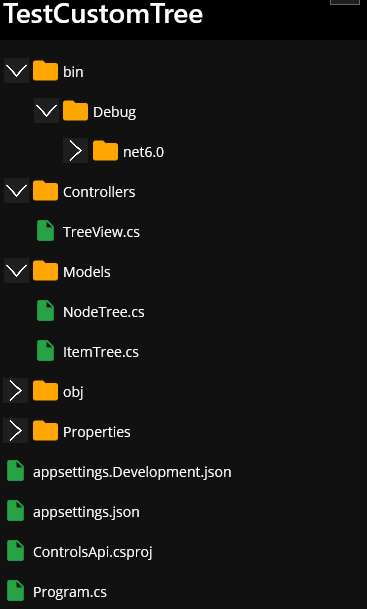 TestCustomTree
bin
Debug
net6.0
Controllers
TreeView.cs
Models
NodeTree.cs
ItemTree.cs
obj
Properties
appsettings.Development.json
appsettings.json
ControlsApi.csproj
Program.cs